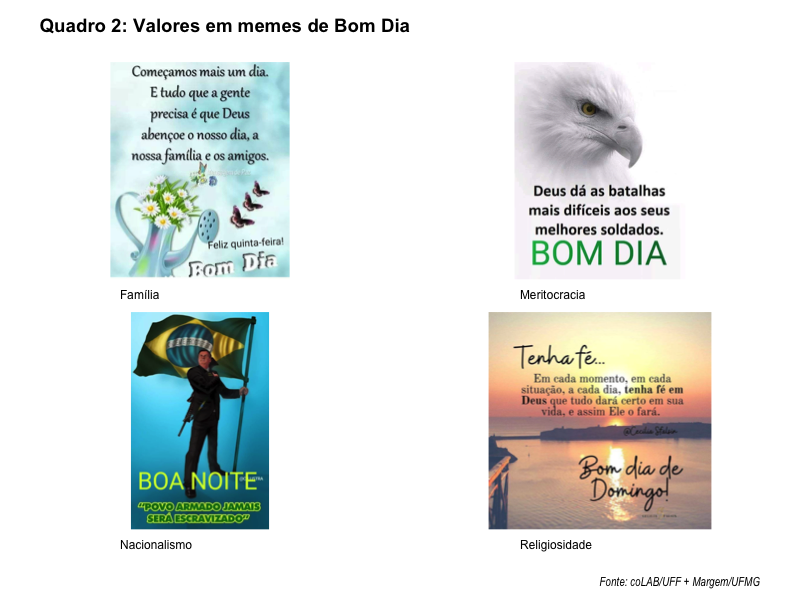 Quadro 2: Valores em memes de Bom Dia
Começamos mais um dia.
E tudo que a gente
precisa é que Deus
abençoe o nosso dia, a
nossa família e os amigos.
Feliz quinta-feira!
Bom Dia
Família
Deus dá as batalhas
mais difíceis aos seus
melhores soldados.
BOM DIA
Meritocracia
BOA NOITE
“POVO ARMADO JAMAIS
SERÁ ESCRAVIZADO”
Nacionalismo
Tenha fé...
Em cada momento, em cada
situação, a cada dia, tenha fé em
Deus que tudo dará certo em sua
vida, e assim Ele o fará.
Bom dia de
Domingo!
Religiosidade
Fonte: coLAB/UFF + Margem/UFMG